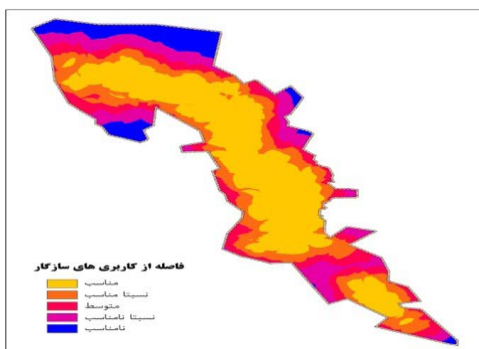 فاصله از کاربری های سازگار
مناسب
نسبتا مناسب
متوسط
نسبتا نامناسب
نامناسب